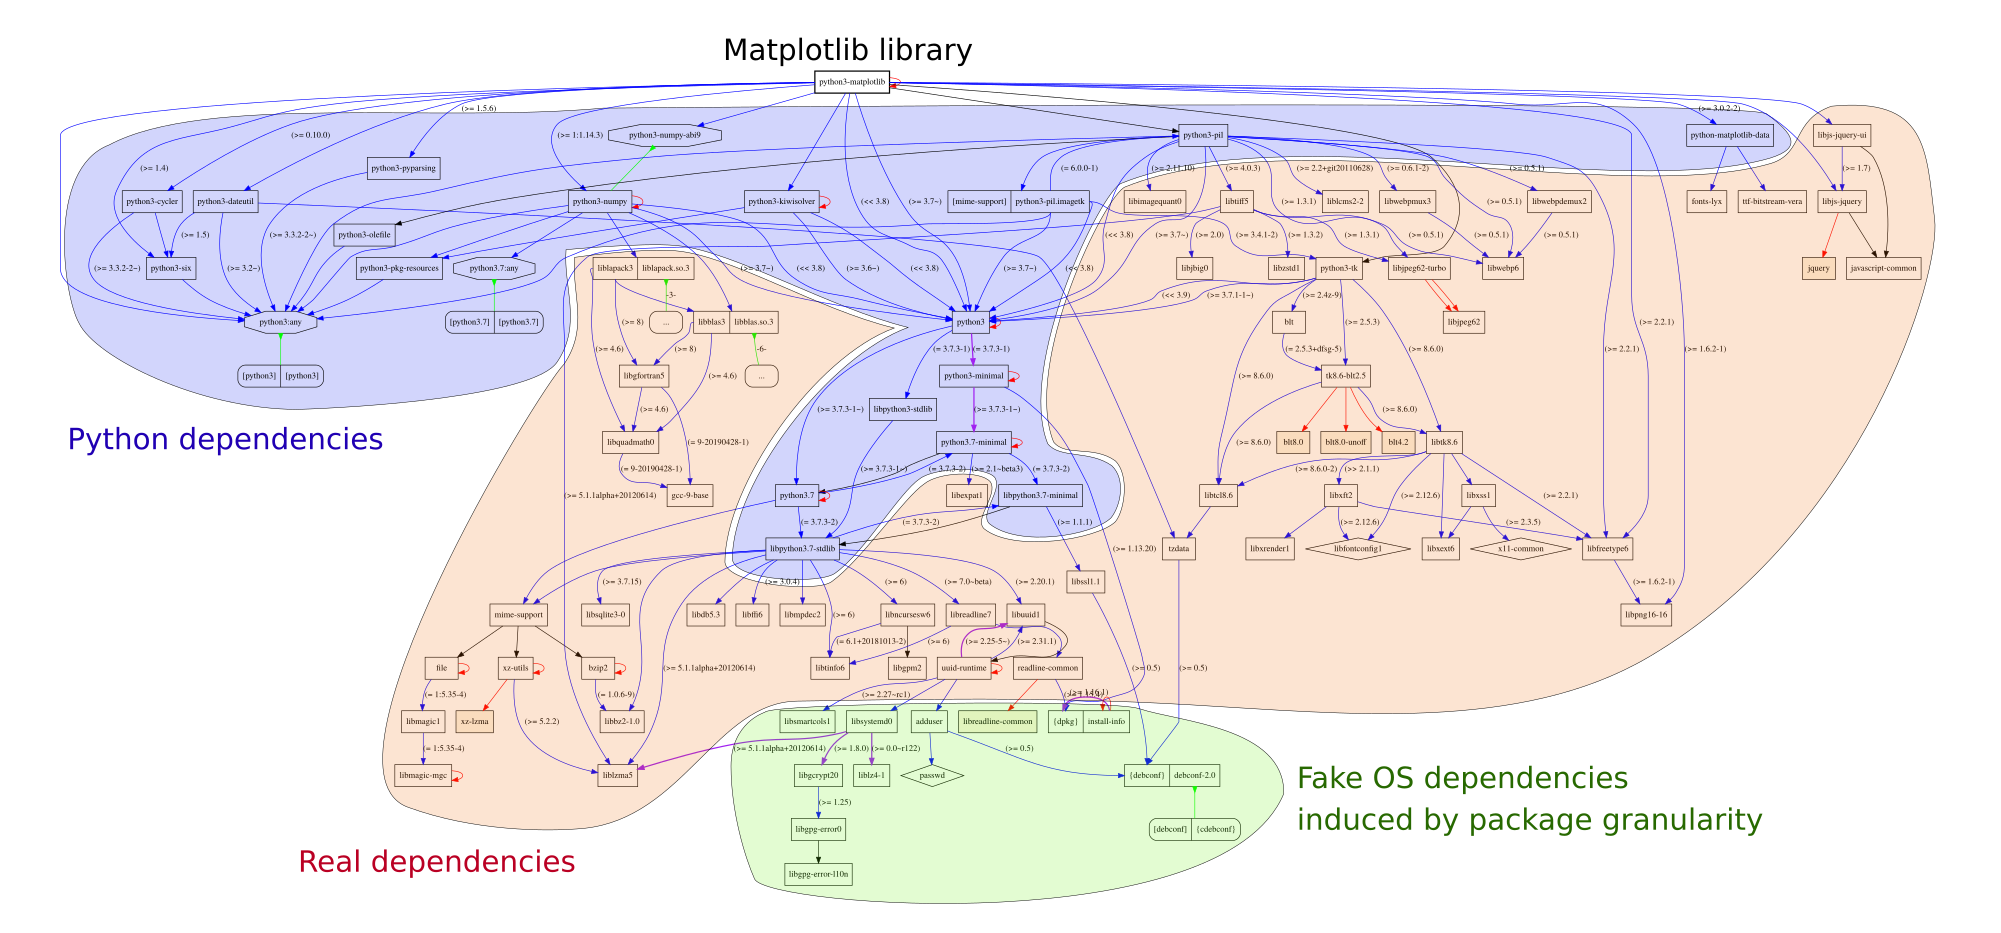 Matplotlib library
python3-matplotlib
(>= 1.5.6)
(>= 3.0.2-2)
(>= 0.10.0)
(>= 1:1.14.3)
python3-numpy-abi9
python3-pil
python-matplotlib-data
libjs-jquery-ui
(>= 1.4)
python3-pyparsing
(= 6.0.0-1)
(>= 2.11.10)
(>= 4.0.3)
(>= 2.2+git20110628)
(>= 0.6.1-2)
(>= 0.5.1)
(>= 1.7)
python3-cycler
python3-dateutil
python3-numpy
python3-kiwisolver
(<< 3.8)
(>= 3.7~)
[mime-support]
python3-pil.imagetk
libimagequant0
libtiff5
(>= 1.3.1)
liblcms2-2
libwebpmux3
(>= 0.5.1)
libwebpdemux2
fonts-lyx
ttf-bitstream-vera
libjs-jquery
(>= 1.5)
(>= 3.3.2-2~)
python3-olefile
(<< 3.8)
(>= 3.7~)
(>= 2.0)
(>= 3.4.1-2)
(>= 1.3.2)
(>= 1.3.1)
(>= 0.5.1)
(>= 0.5.1)
(>= 0.5.1)
(>= 3.3.2-2~)
python3-six
(>= 3.2~)
python3-pkg-resources
python3.7:any
liblapack3
liblapack.so.3
(>= 3.7~)
(<< 3.8)
(>= 3.6~)
(<< 3.8)
(>= 3.7~)
(<< 3.8)
libjbig0
libzstd1
python3-tk
libjpeg62-turbo
libwebp6
jquery
javascript-common
-3-
(<< 3.9)
(>= 3.7.1-1~)
(>= 2.4z-9)
python3:any
[python3.7]
[python3.7]
(>= 8)
...
libblas3
libblas.so.3
python3
blt
(>= 2.5.3)
libjpeg62
(>= 2.2.1)
(>= 4.6)
(>= 8)
-6-
(= 3.7.3-1)
(= 3.7.3-1)
(= 2.5.3+dfsg-5)
(>= 8.6.0)
(>= 2.2.1)
(>= 1.6.2-1)
[python3]
[python3]
libgfortran5
(>= 4.6)
...
python3-minimal
(>= 8.6.0)
tk8.6-blt2.5
(>= 4.6)
(>= 3.7.3-1~)
libpython3-stdlib
(>= 3.7.3-1~)
(>= 8.6.0)
Python dependencies
libquadmath0
(= 9-20190428-1)
python3.7-minimal
(>= 8.6.0)
blt8.0
blt8.0-unoff
blt4.2
libtk8.6
(= 9-20190428-1)
(>= 3.7.3-1~)
(= 3.7.3-2)
(>= 2.1~beta3)
(= 3.7.3-2)
(>= 8.6.0-2)
(>> 2.1.1)
(>= 5.1.1alpha+20120614)
gcc-9-base
python3.7
libexpat1
libpython3.7-minimal
libtcl8.6
libxft2
(>= 2.12.6)
libxss1
(>= 2.2.1)
(= 3.7.3-2)
(= 3.7.3-2)
(>= 1.1.1)
(>= 2.12.6)
(>= 2.3.5)
libpython3.7-stdlib
(>= 1.13.20)
tzdata
libxrender1
libfontconfig1
libxext6
x11-common
libfreetype6
(>= 3.7.15)
(>= 3.0.4)
(>= 6)
(>= 7.0~beta)
(>= 2.20.1)
libssl1.1
(>= 1.6.2-1)
mime-support
libsqlite3-0
libdb5.3
libffi6
libmpdec2
(>= 6)
libncursesw6
libreadline7
libuuid1
libpng16-16
(= 6.1+20181013-2)
(>= 6)
(>= 2.25-5~)
(>= 2.31.1)
file
xz-utils
bzip2
(>= 5.1.1alpha+20120614)
libtinfo6
libgpm2
uuid-runtime
readline-common
(>= 0.5)
(>= 0.5)
(= 1:5.35-4)
(= 1.0.6-9)
(>= 2.27~rc1)
libmagic1
xz-lzma
(>= 5.2.2)
libbz2-1.0
libsmartcols1
libsystemd0
adduser
libreadline-common
{dpkg}
install-info
(= 1:5.35-4)
(>= 5.1.1alpha+20120614)
(>= 1.8.0)
(>= 0.0~r122)
(>= 0.5)
libmagic-mgc
liblzma5
libgcrypt20
liblz4-1
passwd
{debconf}
debconf-2.0
Fake OS dependencies
induced by package granularity
(>= 1.25)
libgpg-error0
[debconf]
{cdebconf}
Real dependencies
libgpg-error-l10n